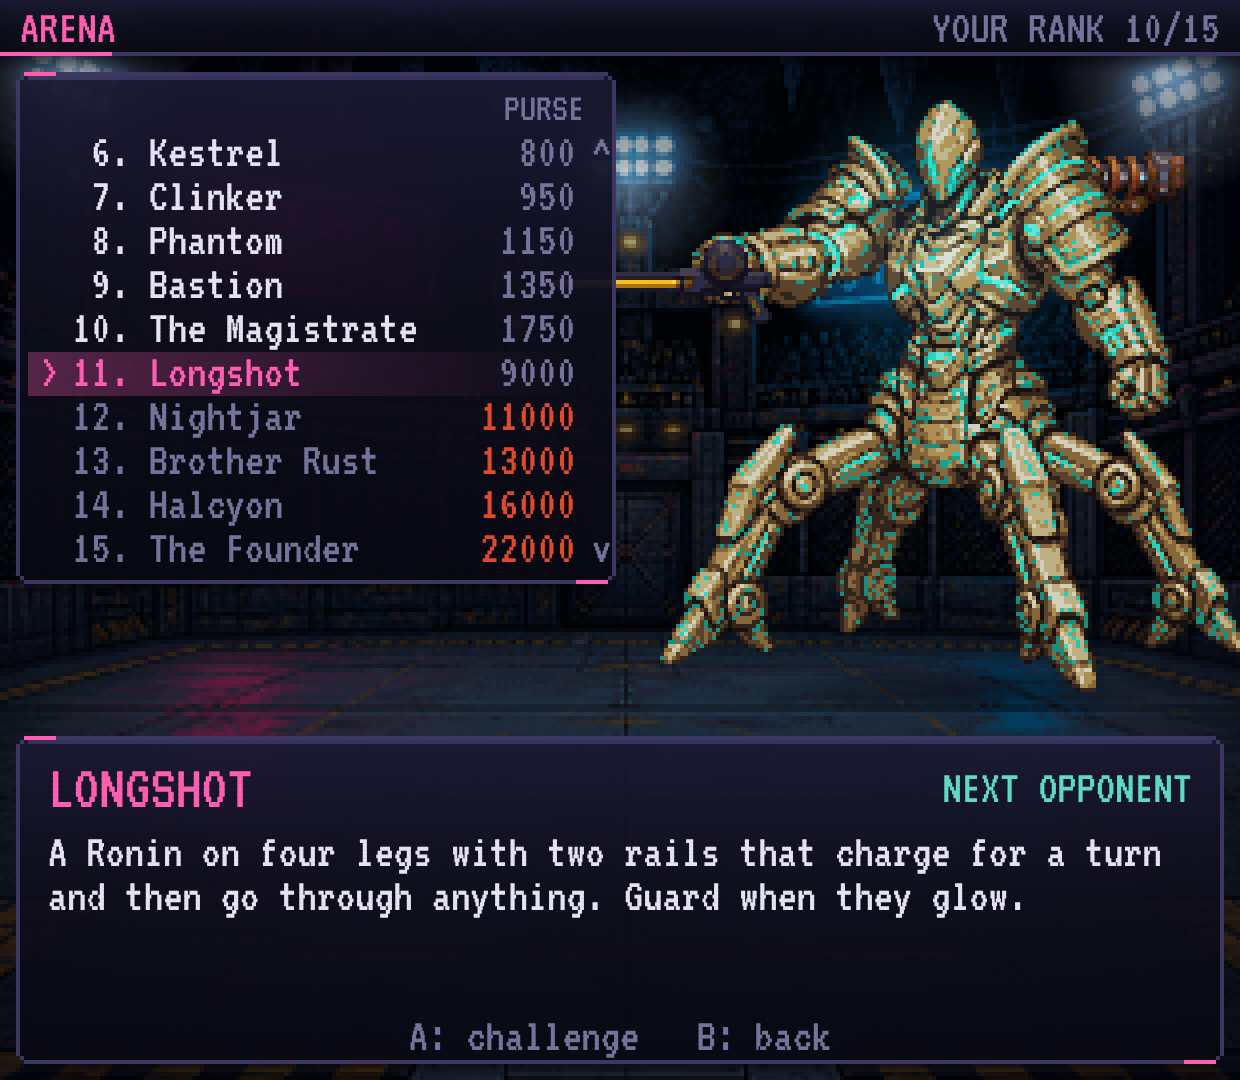 ARENA
YOUR RANK 10/15
PURSE
6. Kestrel 800 ^
7. Clinker 950
8. Phantom 1150
9. Bastion 1350
10. The Magistrate 1750
> 11. Longshot 9000
12. Nightjar 11000
13. Brother Rust 13000
14. Halcyon 16000
15. The Founder 22000 v
LONGSHOT
NEXT OPPONENT
A Ronin on four legs with two rails that charge for a turn
and then go through anything. Guard when they glow.
A: challenge B: back